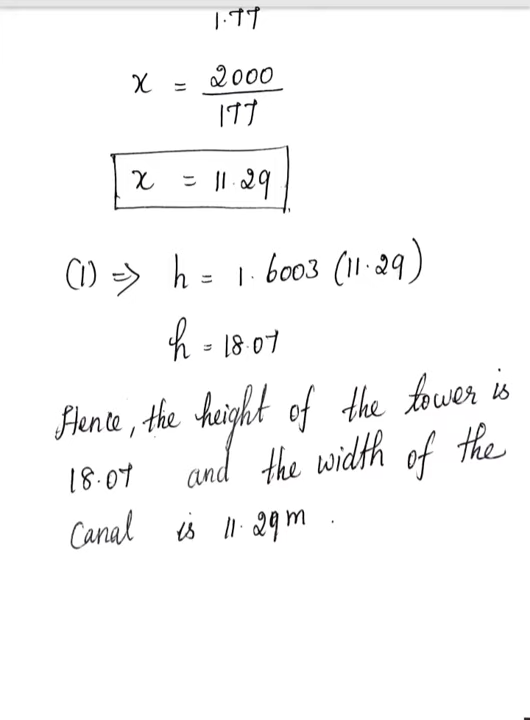 1.77
x = 2000
177
x = 11.29
(1) => h = 1.6003 (11.29)
h = 18.07
Hence, the height of the tower is
18.07 and the width of the
Canal is 11.29m.